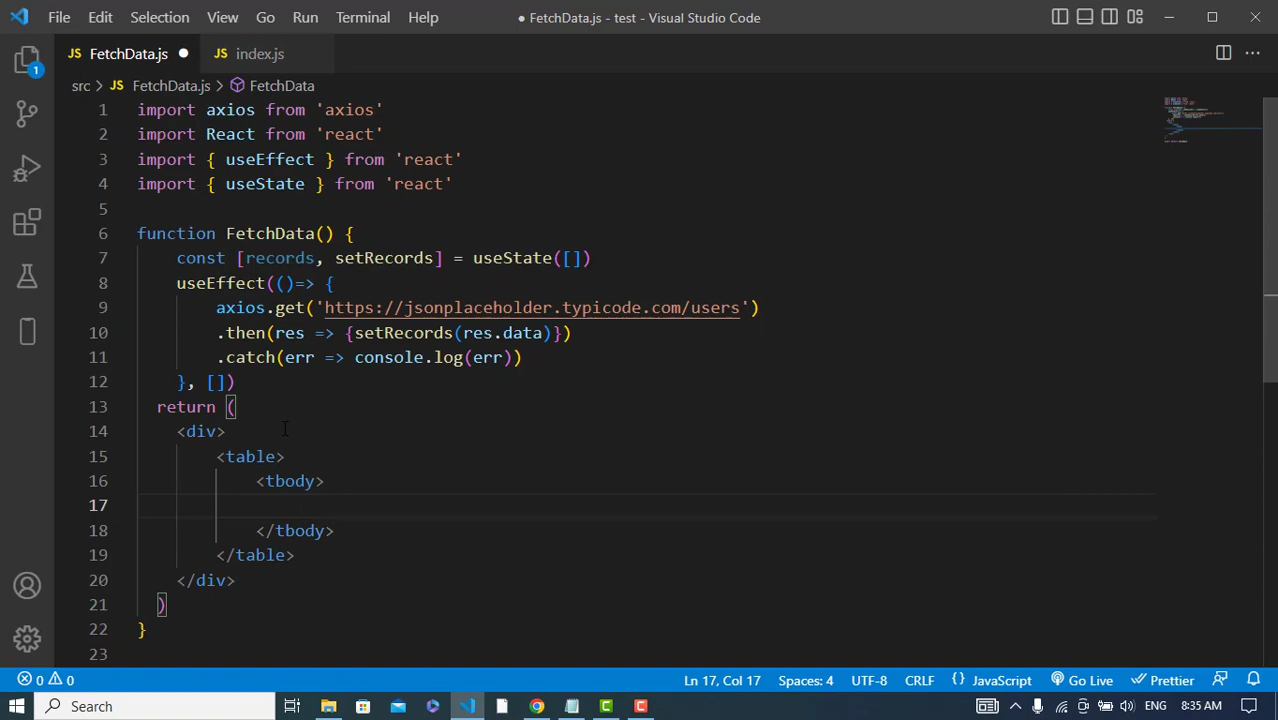 File Edit Selection View Go Run Terminal Help ● FetchData.js - test - Visual Studio Code
JS FetchData.js ● JS index.js
src > JS FetchData.js > FetchData
1 import axios from 'axios'
2 import React from 'react'
3 import { useEffect } from 'react'
4 import { useState } from 'react'
5
6 function FetchData() {
7 const [records, setRecords] = useState([])
8 useEffect(()=> {
9 axios.get('https://jsonplaceholder.typicode.com/users')
10 .then(res => {setRecords(res.data)})
11 .catch(err => console.log(err))
12 }, [])
13 return (
14 <div>
15 <table>
16 <tbody>
17
18 </tbody>
19 </table>
20 </div>
21 )
22 }
23
1
0 0 Ln 17, Col 17 Spaces: 4 UTF-8 CRLF {} JavaScript Go Live Prettier
Search ENG 8:35 AM